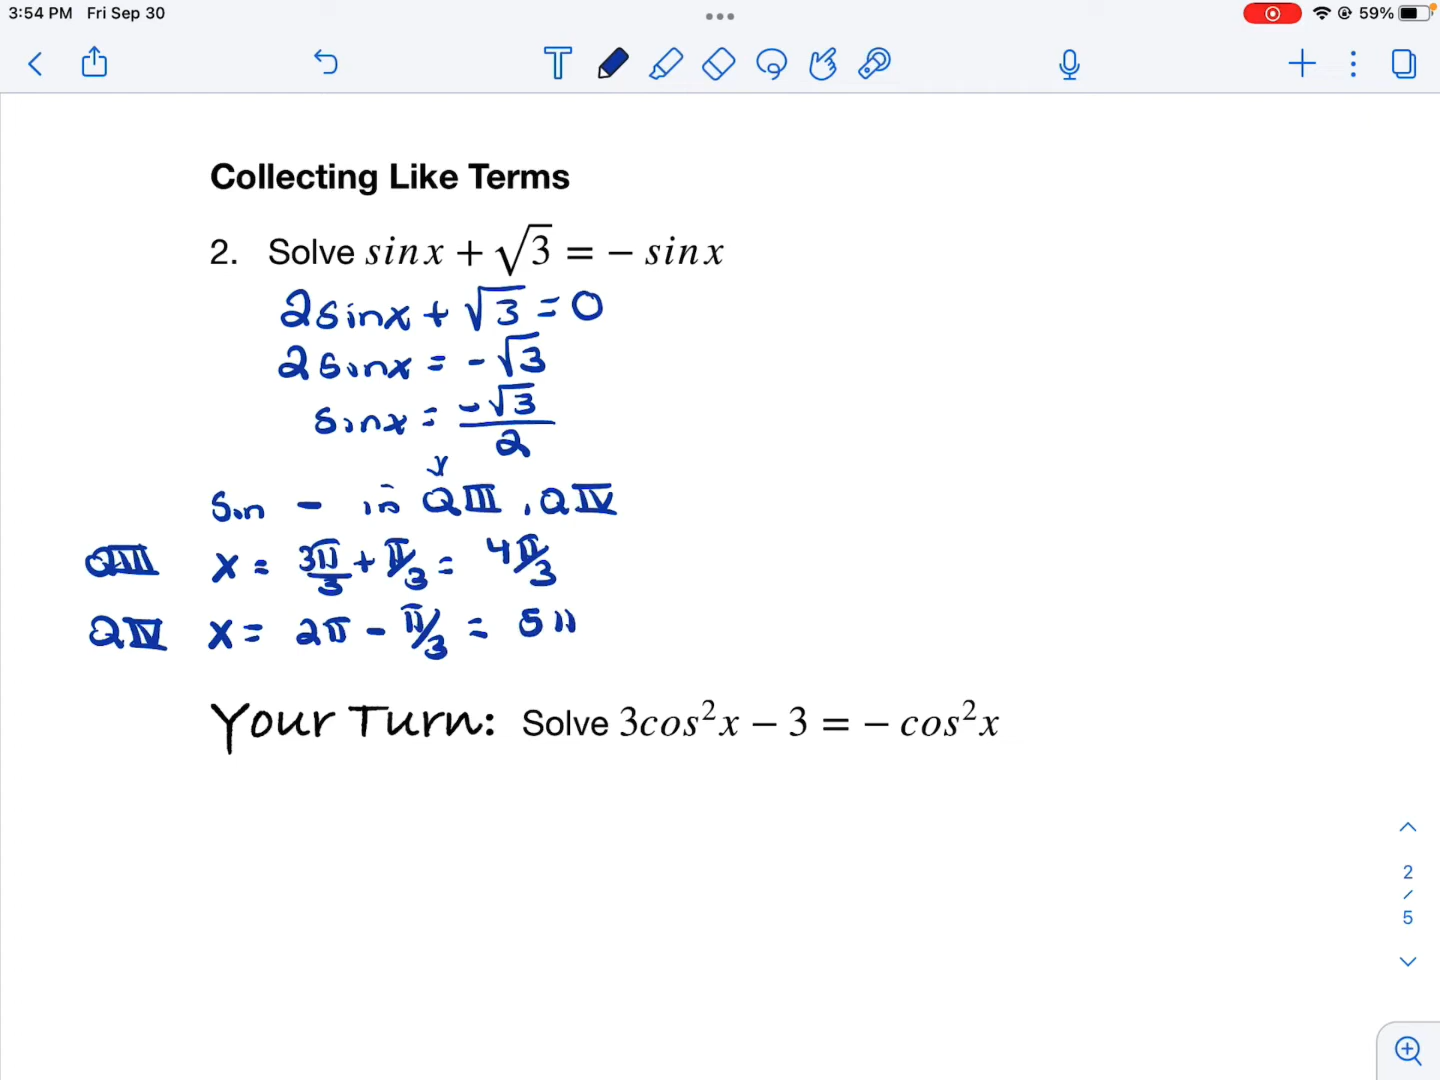 3:54 PM Fri Sep 30 59%
T
Collecting Like Terms
2. Solve sinx + √3 = − sinx
2sinx + √3 = 0
2sinx = -√3
sinx = -√3/2
Sin - in QIII, QIV
QIII x = 3π/3 + π/3 = 4π/3
QIV x = 2π - π/3 = 5π
Your Turn: Solve 3cos²x − 3 = − cos²x
2
/
5